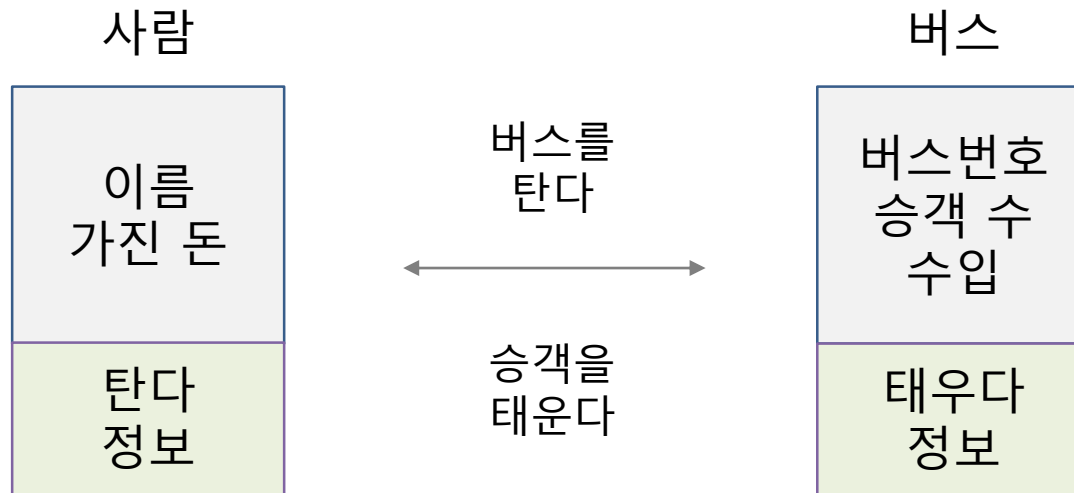 사람
이름
가진 돈
탄다
정보
버스를
탄다
승객을
태운다
버스
버스번호
승객 수
수입
태우다
정보